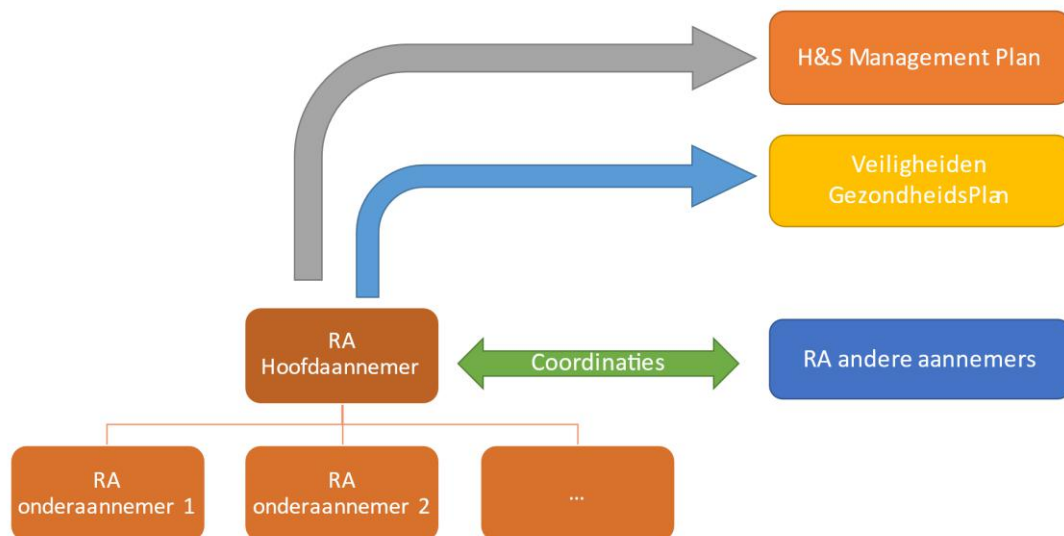 H&S Management Plan
Veiligheiden
GezondheidsPlan
RA
Hoofdaannemer
Coordinaties
RA andere aannemers
RA
onderaannemer 1
RA
onderaannemer 2
...